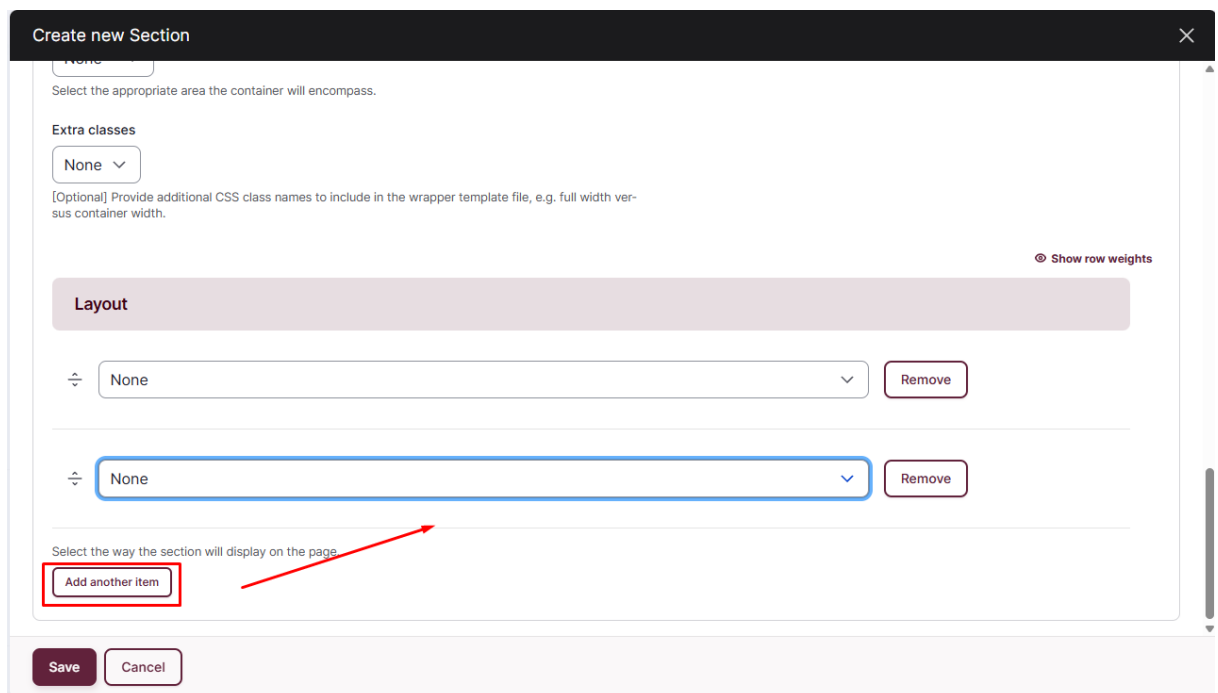 Create new Section
None
Select the appropriate area the container will encompass.
Extra classes
None
[Optional] Provide additional CSS class names to include in the wrapper template file, e.g. full width ver-
sus container width.
Show row weights
Layout
None
Remove
None
Remove
Select the way the section will display on the page.
Add another item
Save
Cancel